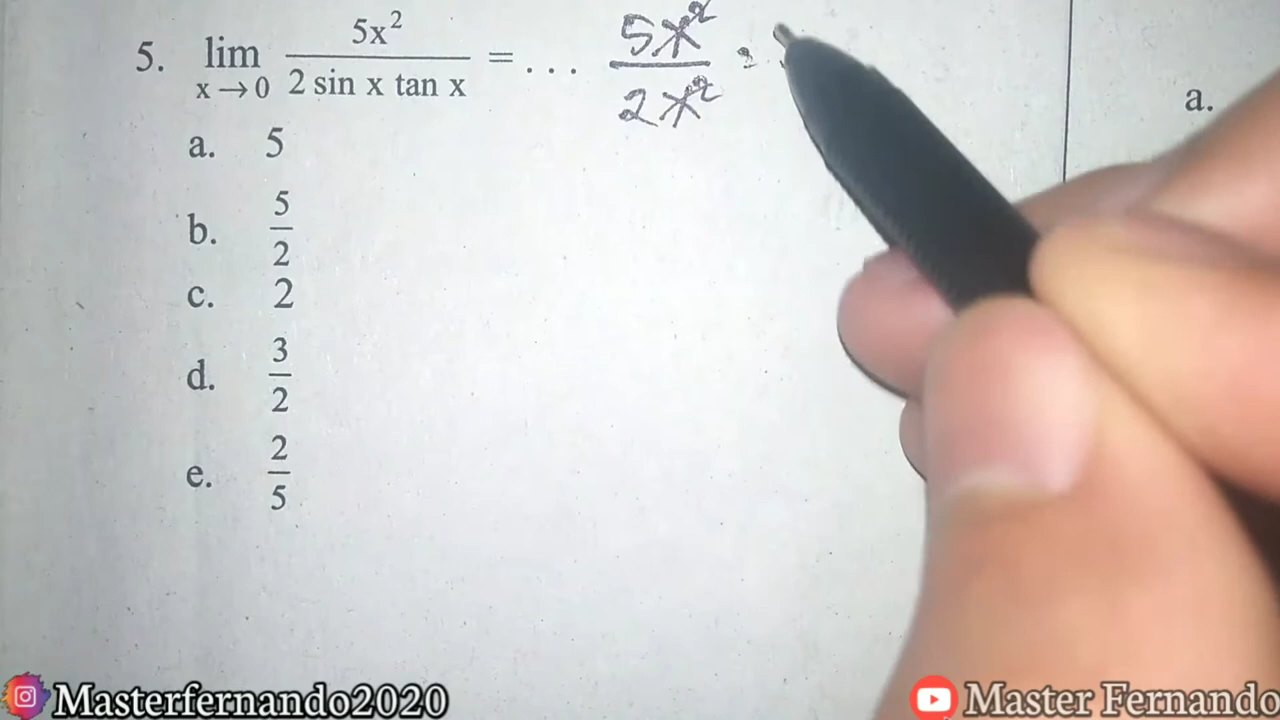 5. lim x→0 5x² / 2 sin x tan x = ... 5x² / 2x² =
a. 5
b. 5/2
c. 2
d. 3/2
e. 2/5
a.
Masterfernando2020
Master Fernando